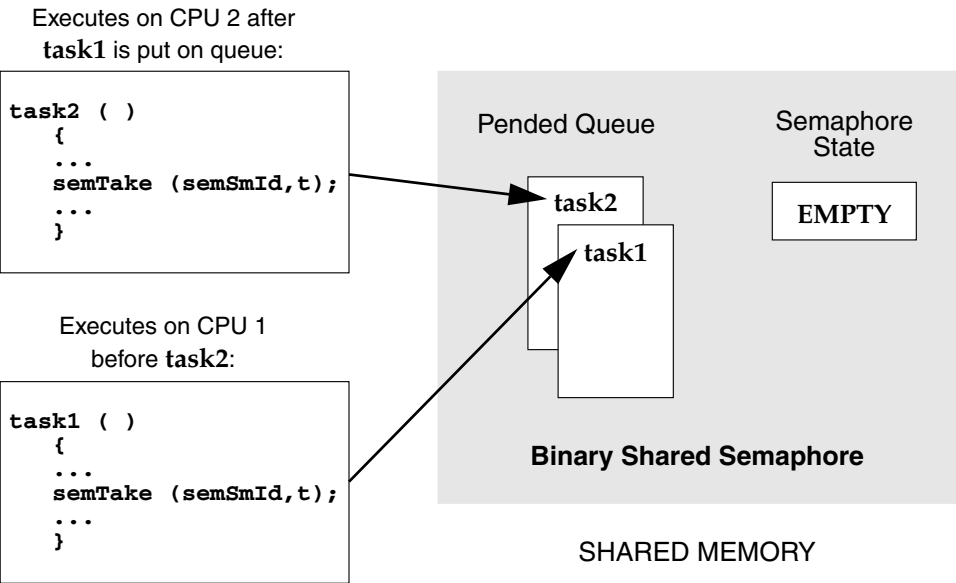 Executes on CPU 2 after
task1 is put on queue:
task2 ( )
{
...
semTake (semSmId,t);
...
}
Executes on CPU 1
before task2:
task1 ( )
{
...
semTake (semSmId,t);
...
}
Pended Queue
Semaphore
State
task2
task1
EMPTY
Binary Shared Semaphore
SHARED MEMORY